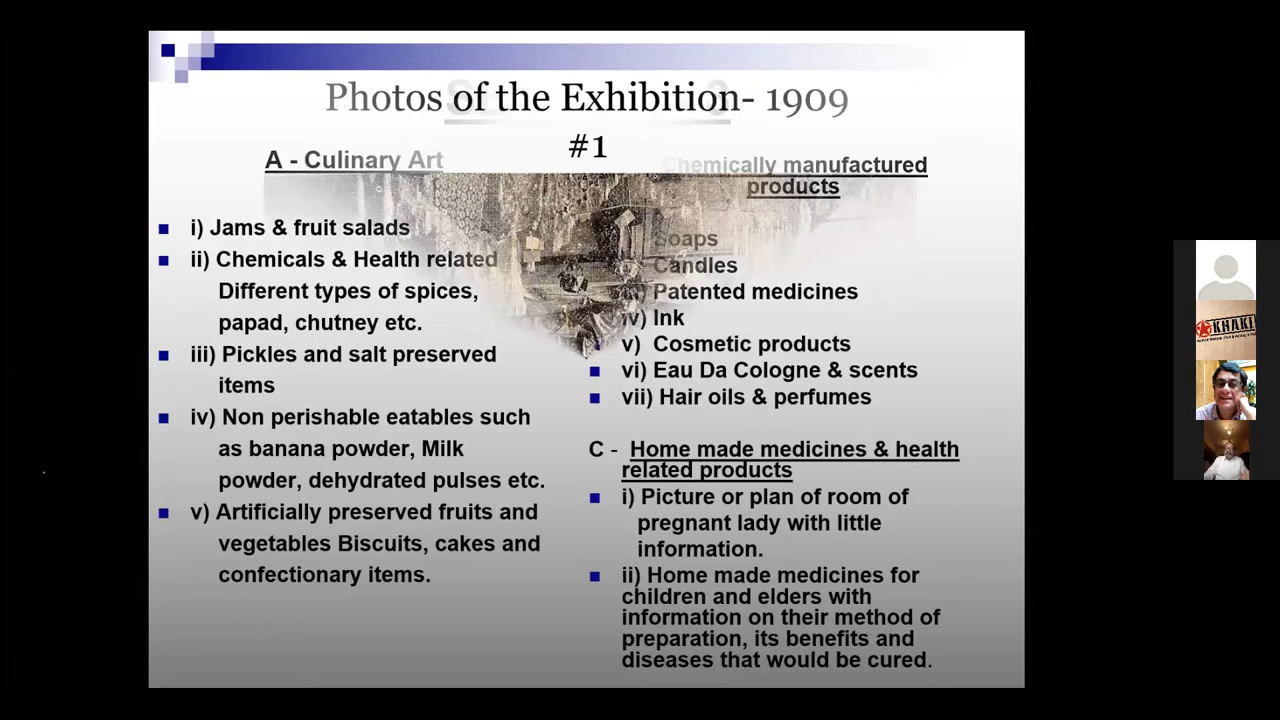 Photos of the Exhibition- 1909
#1
A - Culinary Art
i) Jams & fruit salads
ii) Chemicals & Health related
Different types of spices,
papad, chutney etc.
iii) Pickles and salt preserved
items
iv) Non perishable eatables such
as banana powder, Milk
powder, dehydrated pulses etc.
v) Artificially preserved fruits and
vegetables Biscuits, cakes and
confectionary items.
Chemically manufactured
products
Soaps
Candles
Patented medicines
iv) Ink
v) Cosmetic products
vi) Eau Da Cologne & scents
vii) Hair oils & perfumes
C - Home made medicines & health
related products
i) Picture or plan of room of
pregnant lady with little
information.
ii) Home made medicines for
children and elders with
information on their method of
preparation, its benefits and
diseases that would be cured.
KHAKI